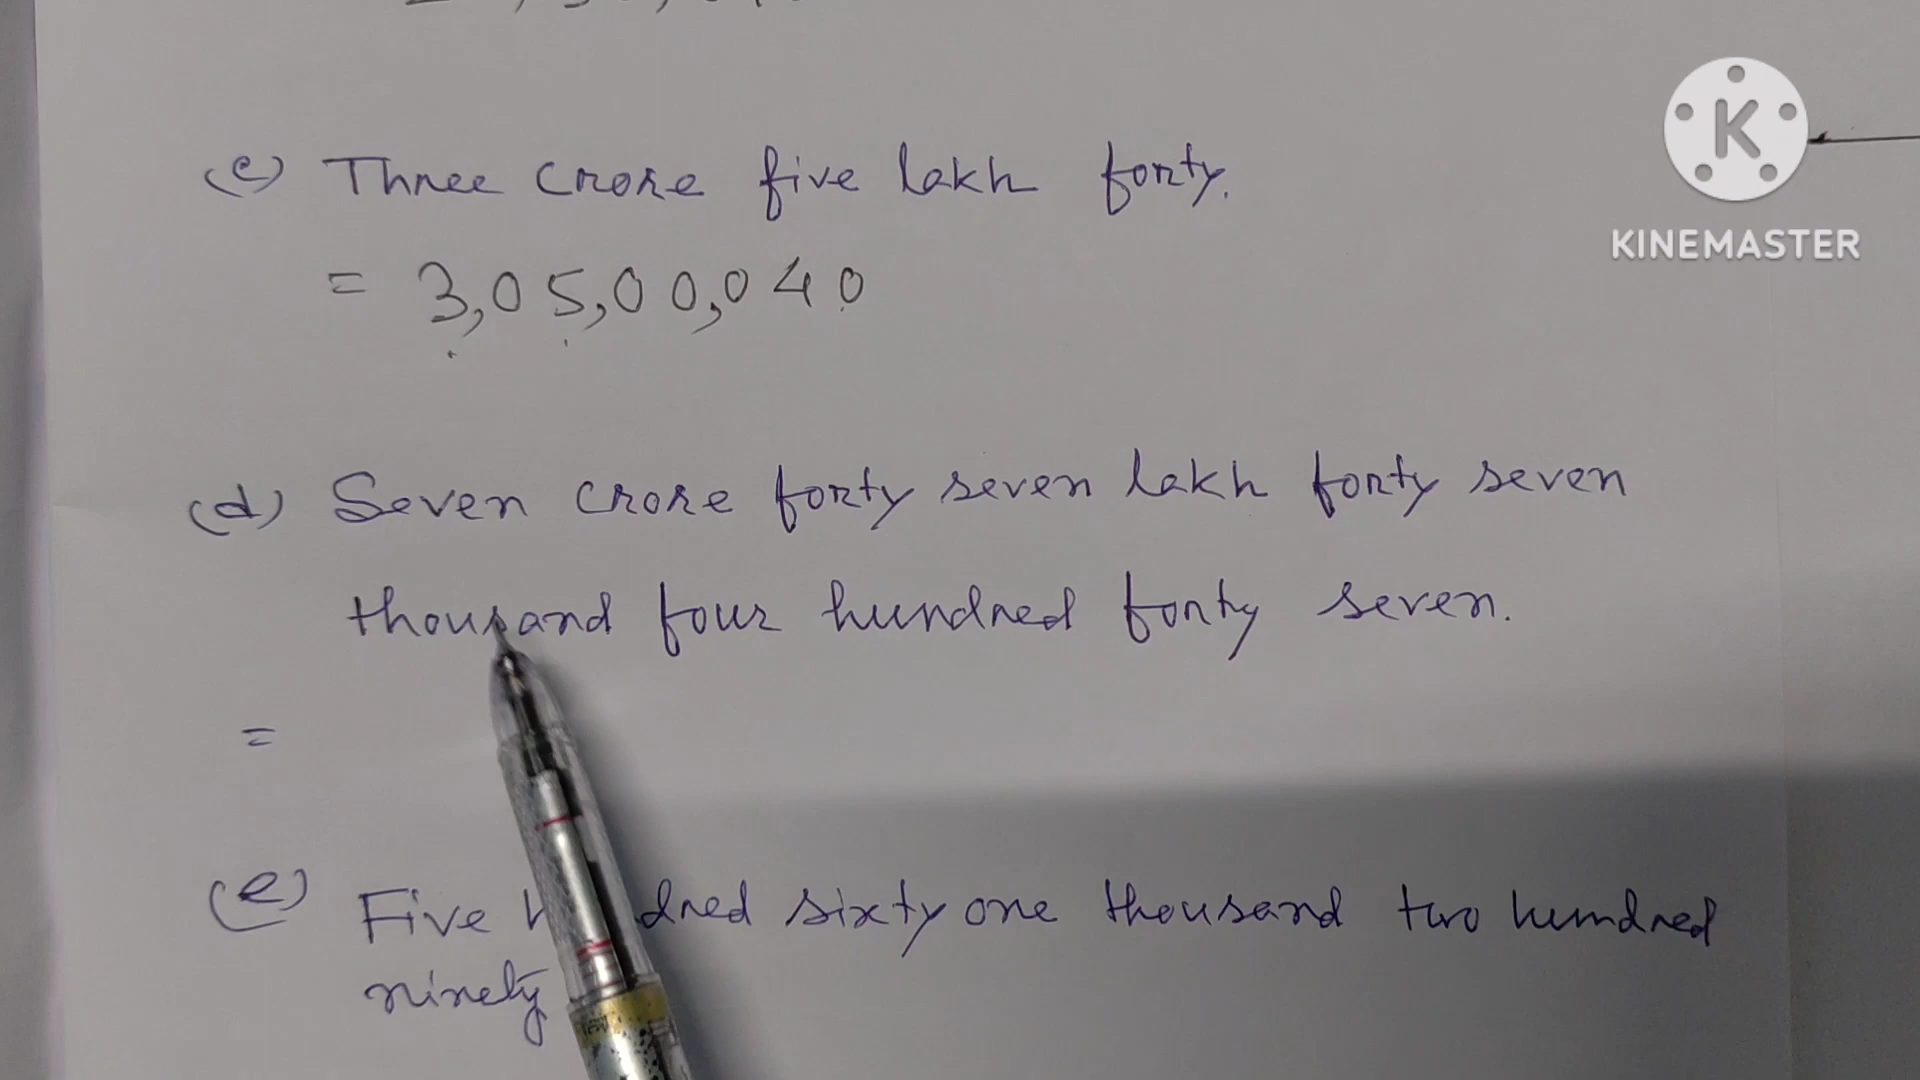 (c) Three crore five lakh forty.
= 3,05,00,040
K
KINEMASTER
(d) Seven crore forty seven lakh forty seven
thousand four hundred forty seven.
=
(e) Five dred sixty one thousand two hundred
ninety